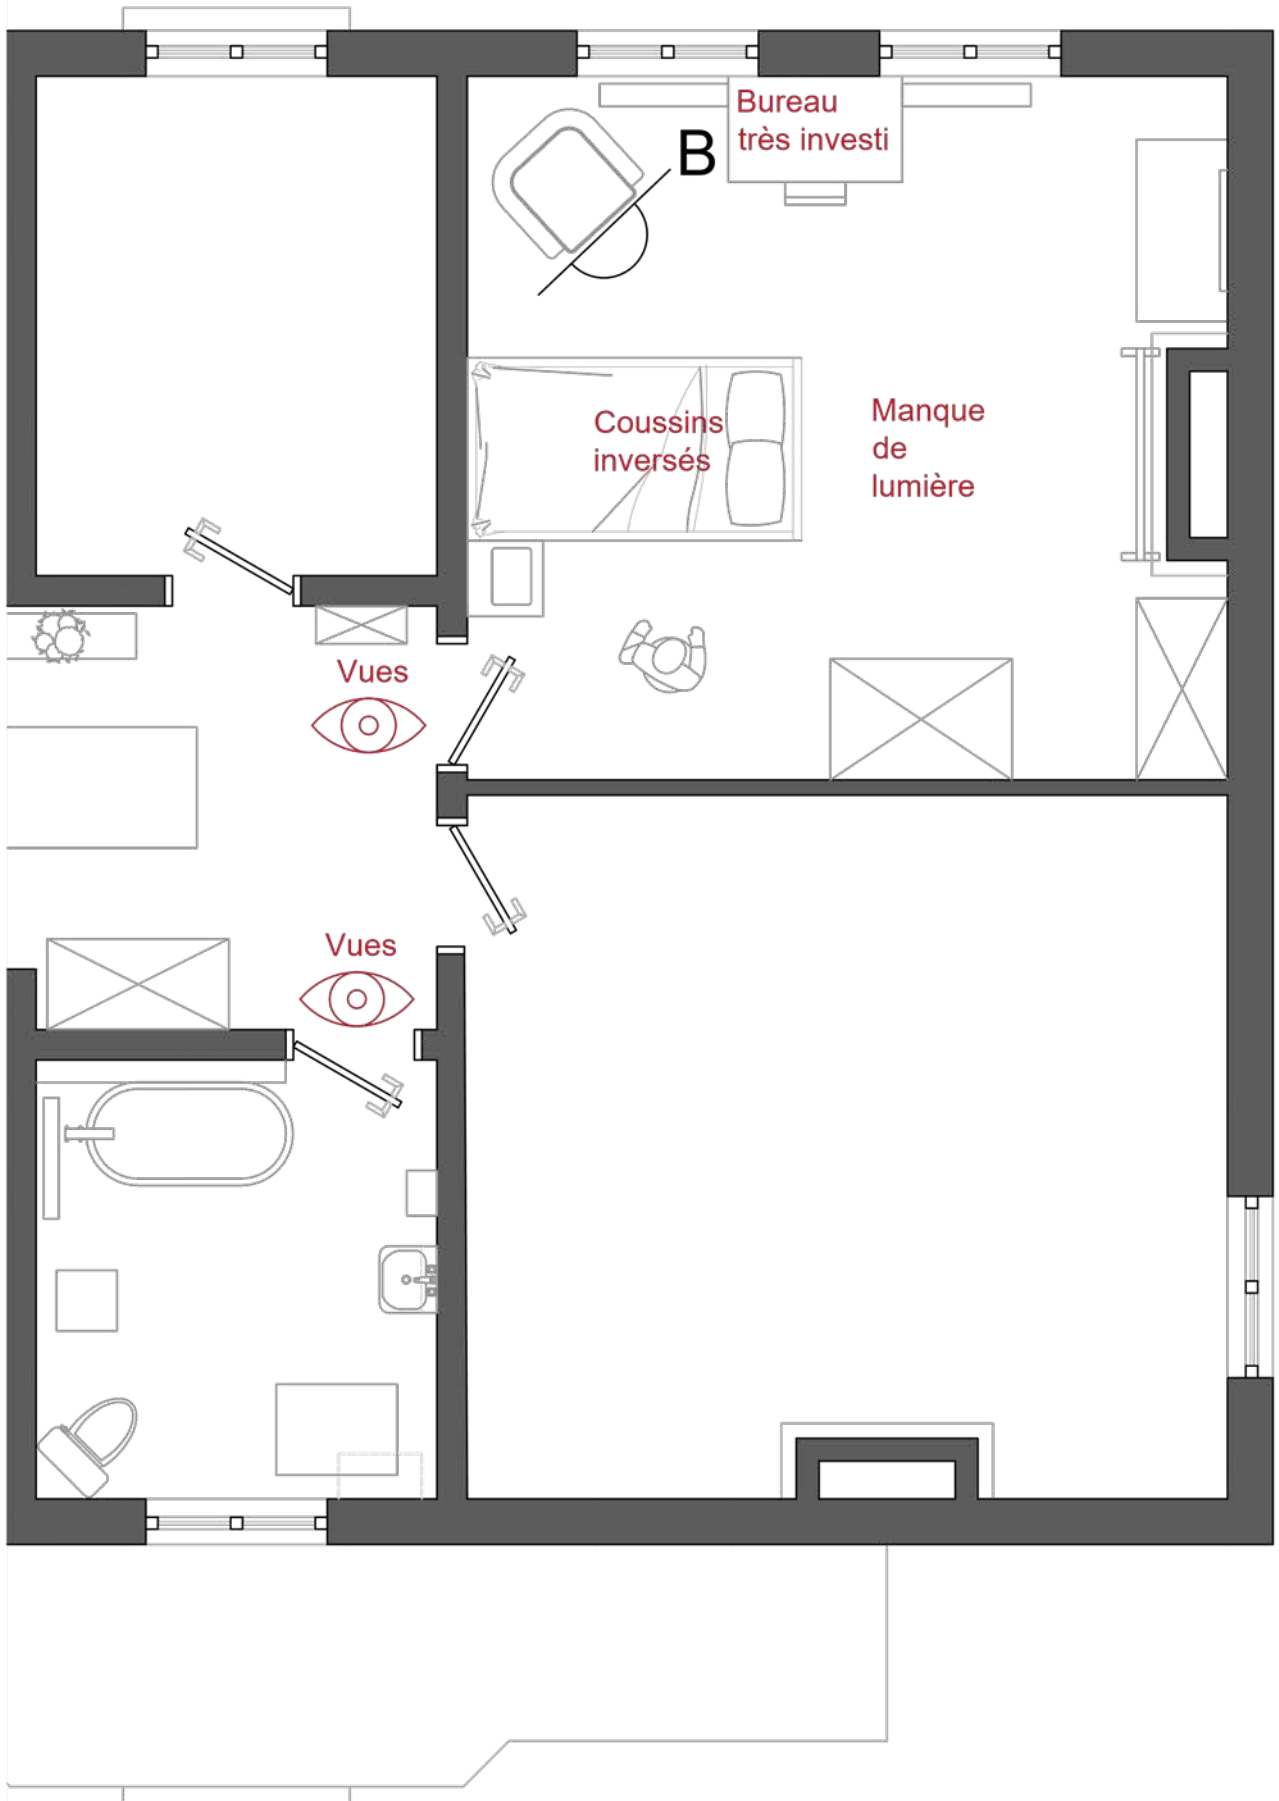 Bureau
très investi
B
Coussins
inversés
Manque
de
lumière
Vues
Vues